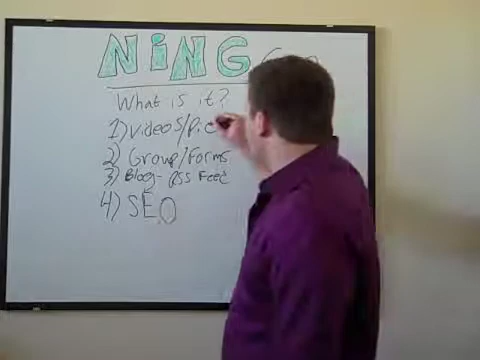 NiNG
What is it?
1) Videos/Pic
2) Group/Forms
3) Blog - RSS Feed
4) SEO